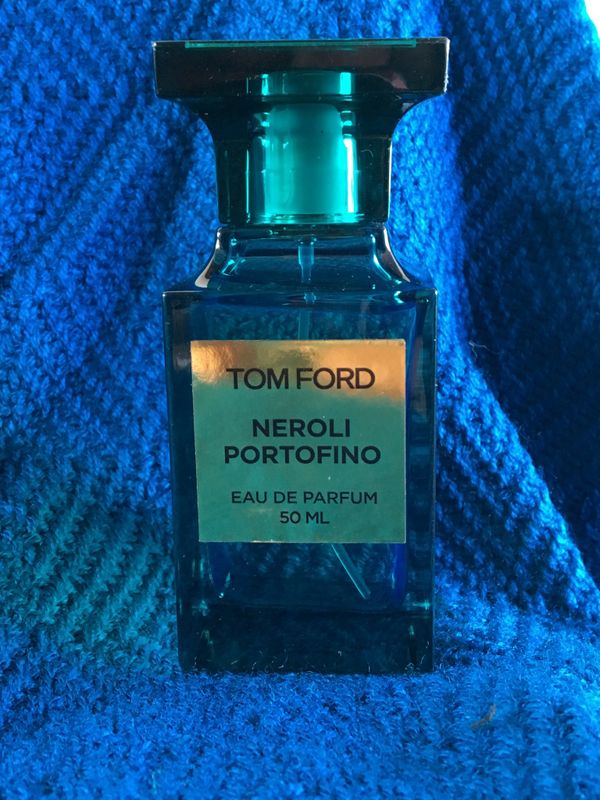 TOM FORD
NEROLI
PORTOFINO
EAU DE PARFUM
50 ML